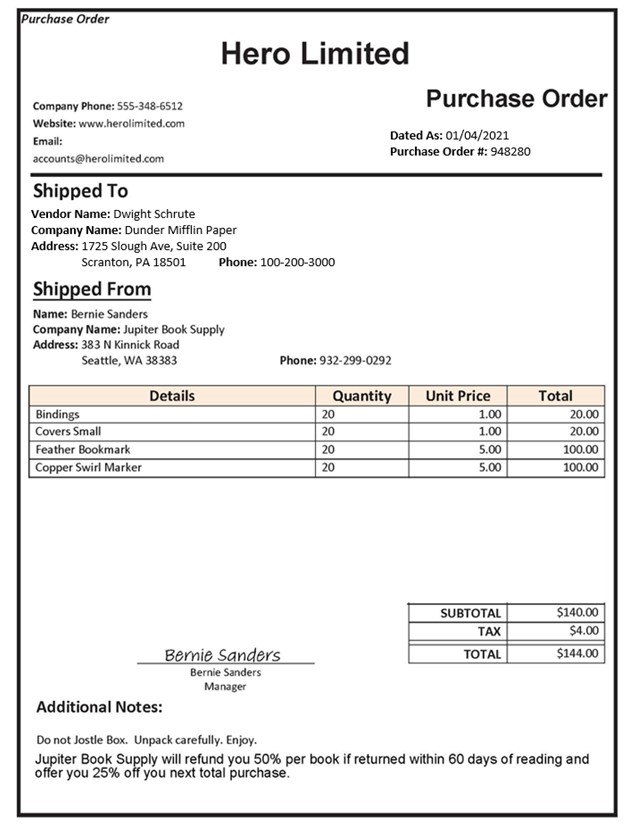 Purchase Order
Hero Limited
Purchase Order
Company Phone: 555-348-6512
Website: www.herolimited.com
Email:
accounts@herolimited.com
Dated As: 01/04/2021
Purchase Order #: 948280
Shipped To
Vendor Name: Dwight Schrute
Company Name: Dunder Mifflin Paper
Address: 1725 Slough Ave, Suite 200
Scranton, PA 18501 Phone: 100-200-3000
Shipped From
Name: Bernie Sanders
Company Name: Jupiter Book Supply
Address: 383 N Kinnick Road
Seattle, WA 38383 Phone: 932-299-0292
Details Quantity Unit Price Total
Bindings 20 1.00 20.00
Covers Small 20 1.00 20.00
Feather Bookmark 20 5.00 100.00
Copper Swirl Marker 20 5.00 100.00
SUBTOTAL $140.00
TAX $4.00
TOTAL $144.00
Bernie Sanders
Bernie Sanders
Manager
Additional Notes:
Do not Jostle Box. Unpack carefully. Enjoy.
Jupiter Book Supply will refund you 50% per book if returned within 60 days of reading and
offer you 25% off you next total purchase.